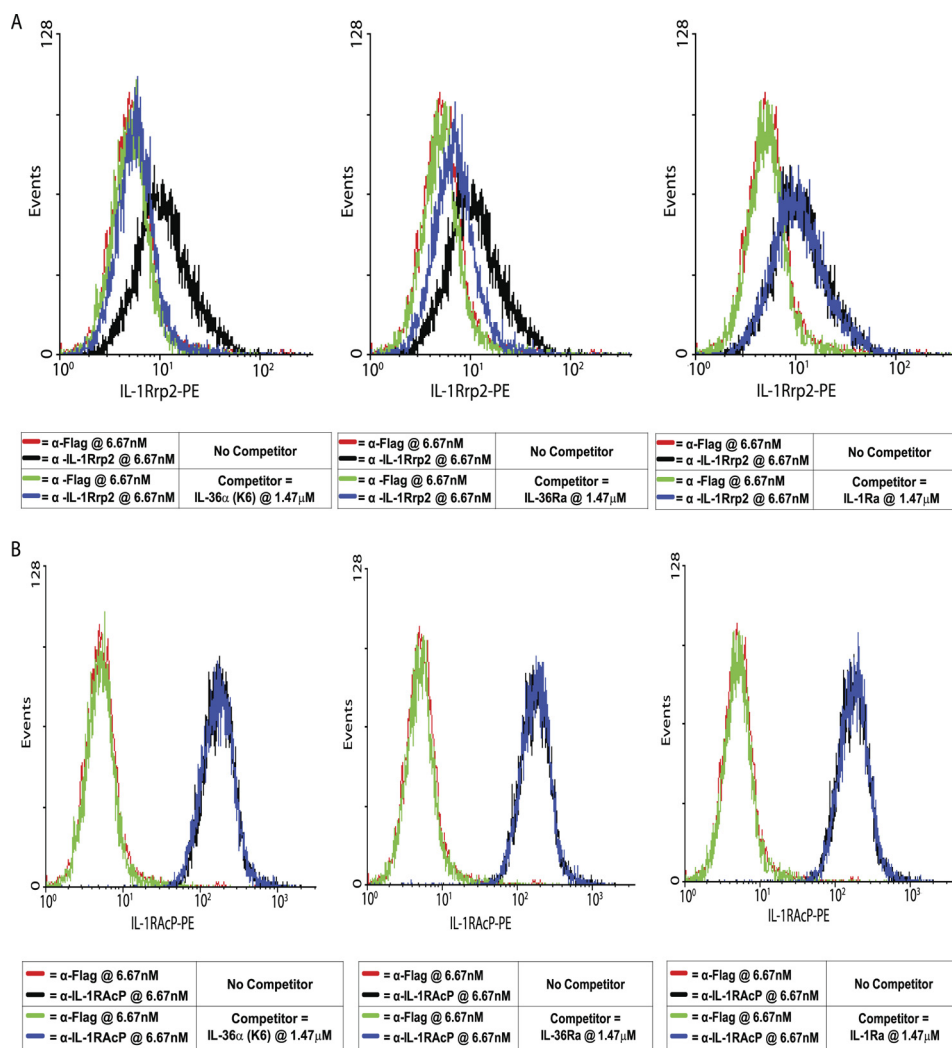 A
128
Events
0
10⁰
10¹
10²
IL-1Rrp2-PE
128
Events
0
10⁰
10¹
10²
IL-1Rrp2-PE
128
Events
0
10⁰
10¹
10²
IL-1Rrp2-PE
= α-Flag @ 6.67nM
= α -IL-1Rrp2 @ 6.67nM
No Competitor
= α -Flag @ 6.67nM
= α -IL-1Rrp2 @ 6.67nM
Competitor =
IL-36α (K6) @ 1.47μM
= α-Flag @ 6.67nM
= α -IL-1Rrp2 @ 6.67nM
No Competitor
= α -Flag @ 6.67nM
= α -IL-1Rrp2 @ 6.67nM
Competitor =
IL-36Ra @ 1.47μM
= α-Flag @ 6.67nM
= α -IL-1Rrp2 @ 6.67nM
No Competitor
= α -Flag @ 6.67nM
= α -IL-1Rrp2 @ 6.67nM
Competitor =
IL-1Ra @ 1.47μM
B
128
Events
0
10⁰
10¹
10²
10³
IL-1RAcP-PE
128
Events
0
10⁰
10¹
10²
10³
IL-1RAcP-PE
128
Events
0
10⁰
10¹
10²
10³
IL-1RAcP-PE
= α-Flag @ 6.67nM
= α-IL-1RAcP @ 6.67nM
No Competitor
= α-Flag @ 6.67nM
= α-IL-1RAcP @ 6.67nM
Competitor =
IL-36α (K6) @ 1.47μM
= α-Flag @ 6.67nM
= α-IL-1RAcP @ 6.67nM
No Competitor
= α-Flag @ 6.67nM
= α-IL-1RAcP @ 6.67nM
Competitor =
IL-36Ra @ 1.47μM
= α-Flag @ 6.67nM
= α-IL-1RAcP @ 6.67nM
No Competitor
= α-Flag @ 6.67nM
= α-IL-1RAcP @ 6.67nM
Competitor =
IL-1Ra @ 1.47μM